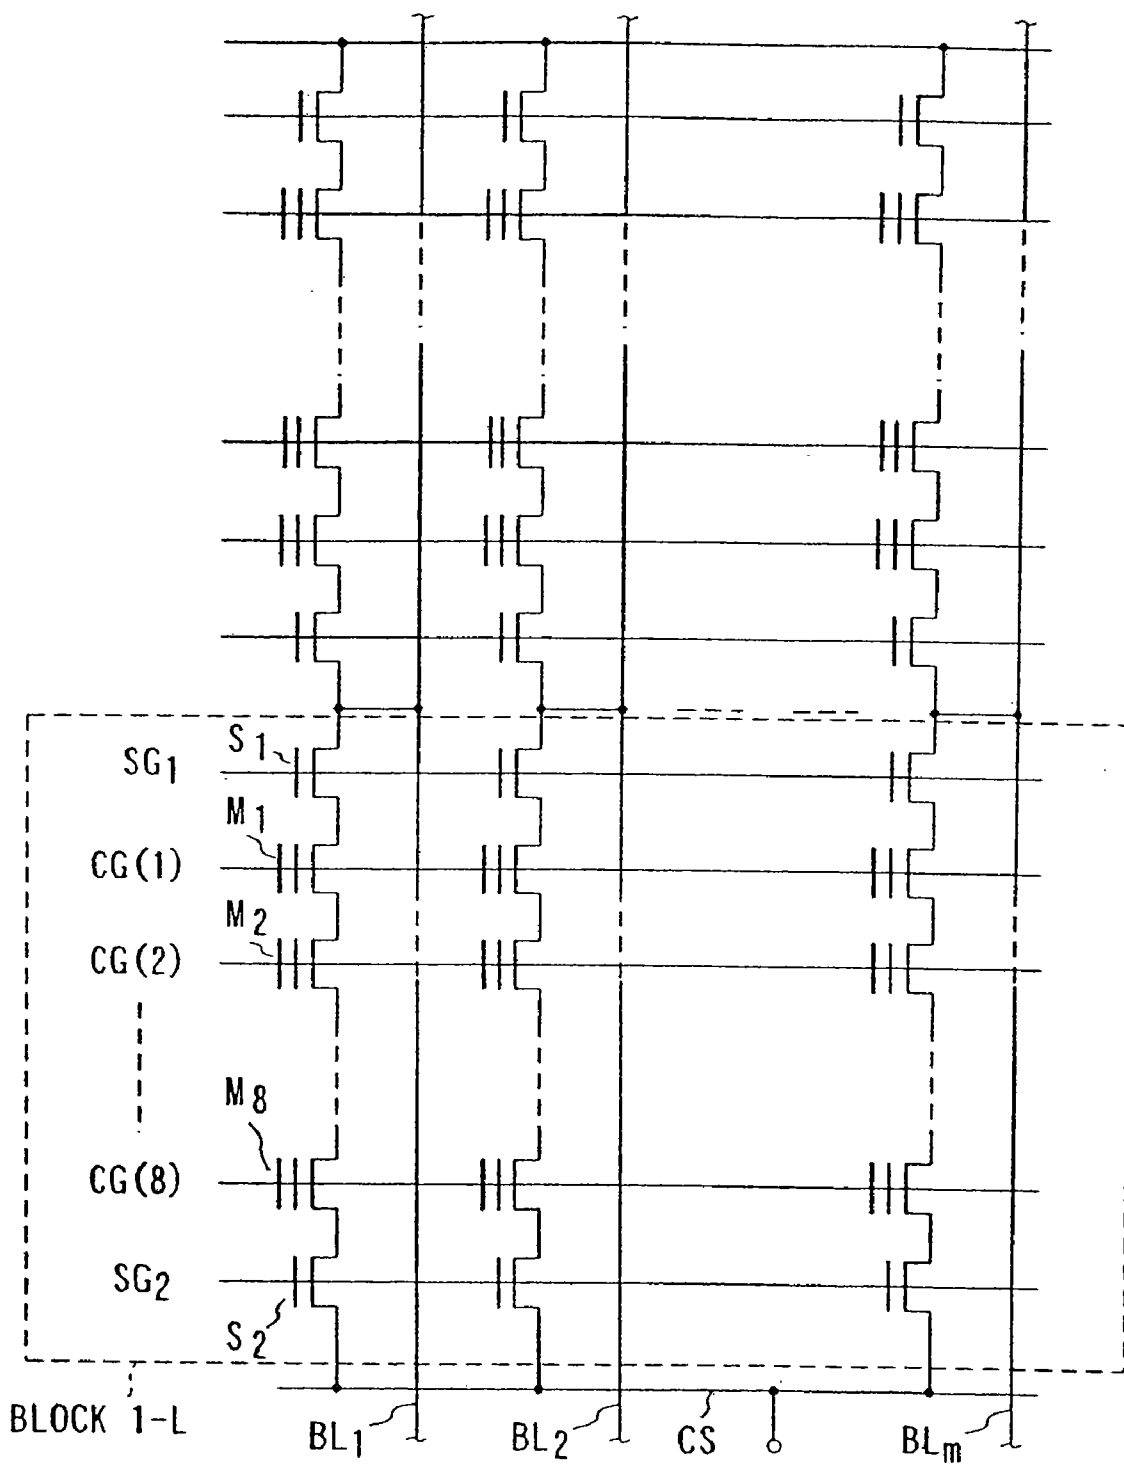 S1
SG1
M1
CG(1)
M2
CG(2)
M8
CG(8)
SG2
S2
BLOCK 1-L
BL1
BL2
CS
BLm